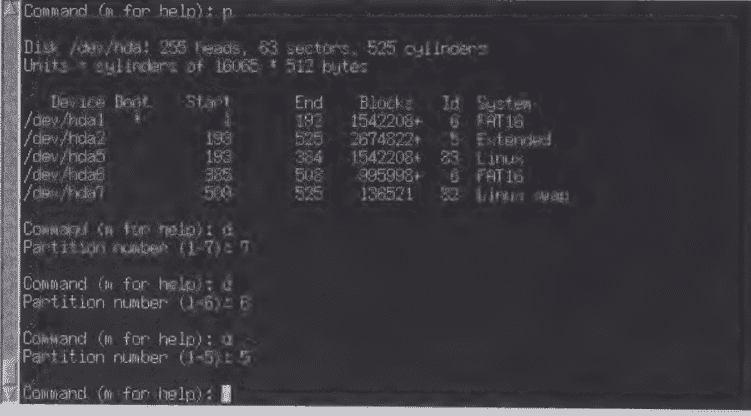 Command (m for help): p
Disk /dev/hda: 255 heads, 63 sectors, 525 cylinders
Units = cylinders of 16065 * 512 bytes
Device Boot Start End Blocks Id System
/dev/hda1 * 1 192 1542208+ 6 FAT16
/dev/hda2 193 525 2674822+ 5 Extended
/dev/hda5 193 384 1542208+ 83 Linux
/dev/hda6 385 508 995998+ 6 FAT16
/dev/hda7 509 525 136521 82 Linux swap
Command (m for help): d
Partition number (1-7): 7
Command (m for help): d
Partition number (1-6): 6
Command (m for help): d
Partition number (1-5): 5
Command (m for help):